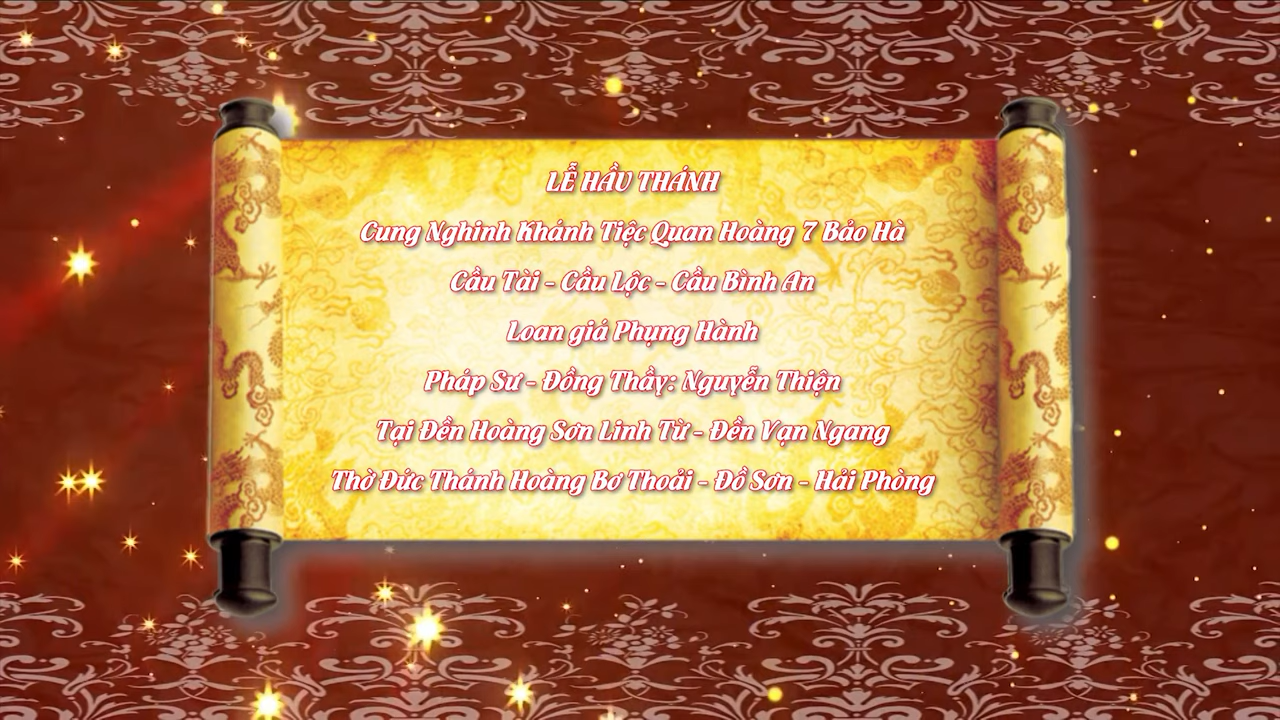 LỄ HẦU THÁNH
Cung Nghinh Khánh Tiệc Quan Hoàng 7 Bảo Hà
Cầu Tài - Cầu Lộc - Cầu Bình An
Loan giá Phụng Hành
Pháp Sư - Đồng Thầy: Nguyễn Thiện
Tại Đền Hoàng Sơn Linh Từ - Đền Vạn Ngang
Thờ Đức Thánh Hoàng Bơ Thoải - Đồ Sơn - Hải Phòng